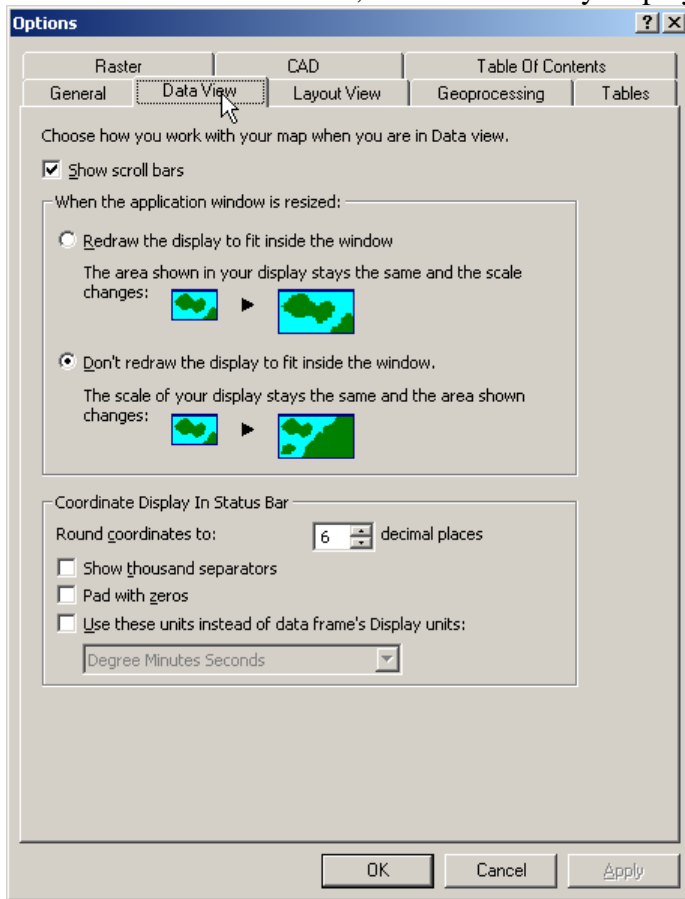 Options
Raster CAD Table Of Contents
General Data View Layout View Geoprocessing Tables
Choose how you work with your map when you are in Data view.
Show scroll bars
When the application window is resized:
Redraw the display to fit inside the window
The area shown in your display stays the same and the scale
changes:
Don't redraw the display to fit inside the window.
The scale of your display stays the same and the area shown
changes:
Coordinate Display In Status Bar
Round coordinates to: 6 decimal places
Show thousand separators
Pad with zeros
Use these units instead of data frame's Display units:
Degree Minutes Seconds
OK Cancel Apply